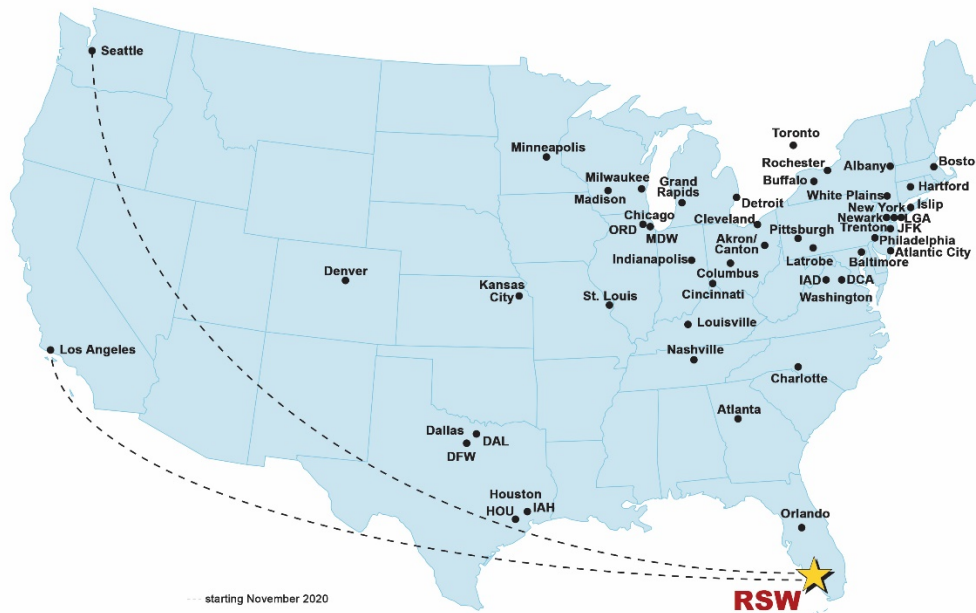 Seattle
Minneapolis
Toronto
Rochester
Albany
Bosto
Buffalo
Milwaukee
Madison
Grand
Rapids
Detroit
White Plains
Hartford
Islip
New York
Newark
LGA
JFK
Chicago
ORD
MDW
Cleveland
Akron/
Canton
Pittsburgh
Trenton
Philadelphia
Atlantic City
Latrobe
Baltimore
Indianapolis
Columbus
Cincinnati
IAD
DCA
Washington
Denver
Kansas
City
St. Louis
Louisville
Los Angeles
Nashville
Charlotte
Atlanta
Dallas
DAL
DFW
Houston
HOU
IAH
Orlando
RSW
starting November 2020